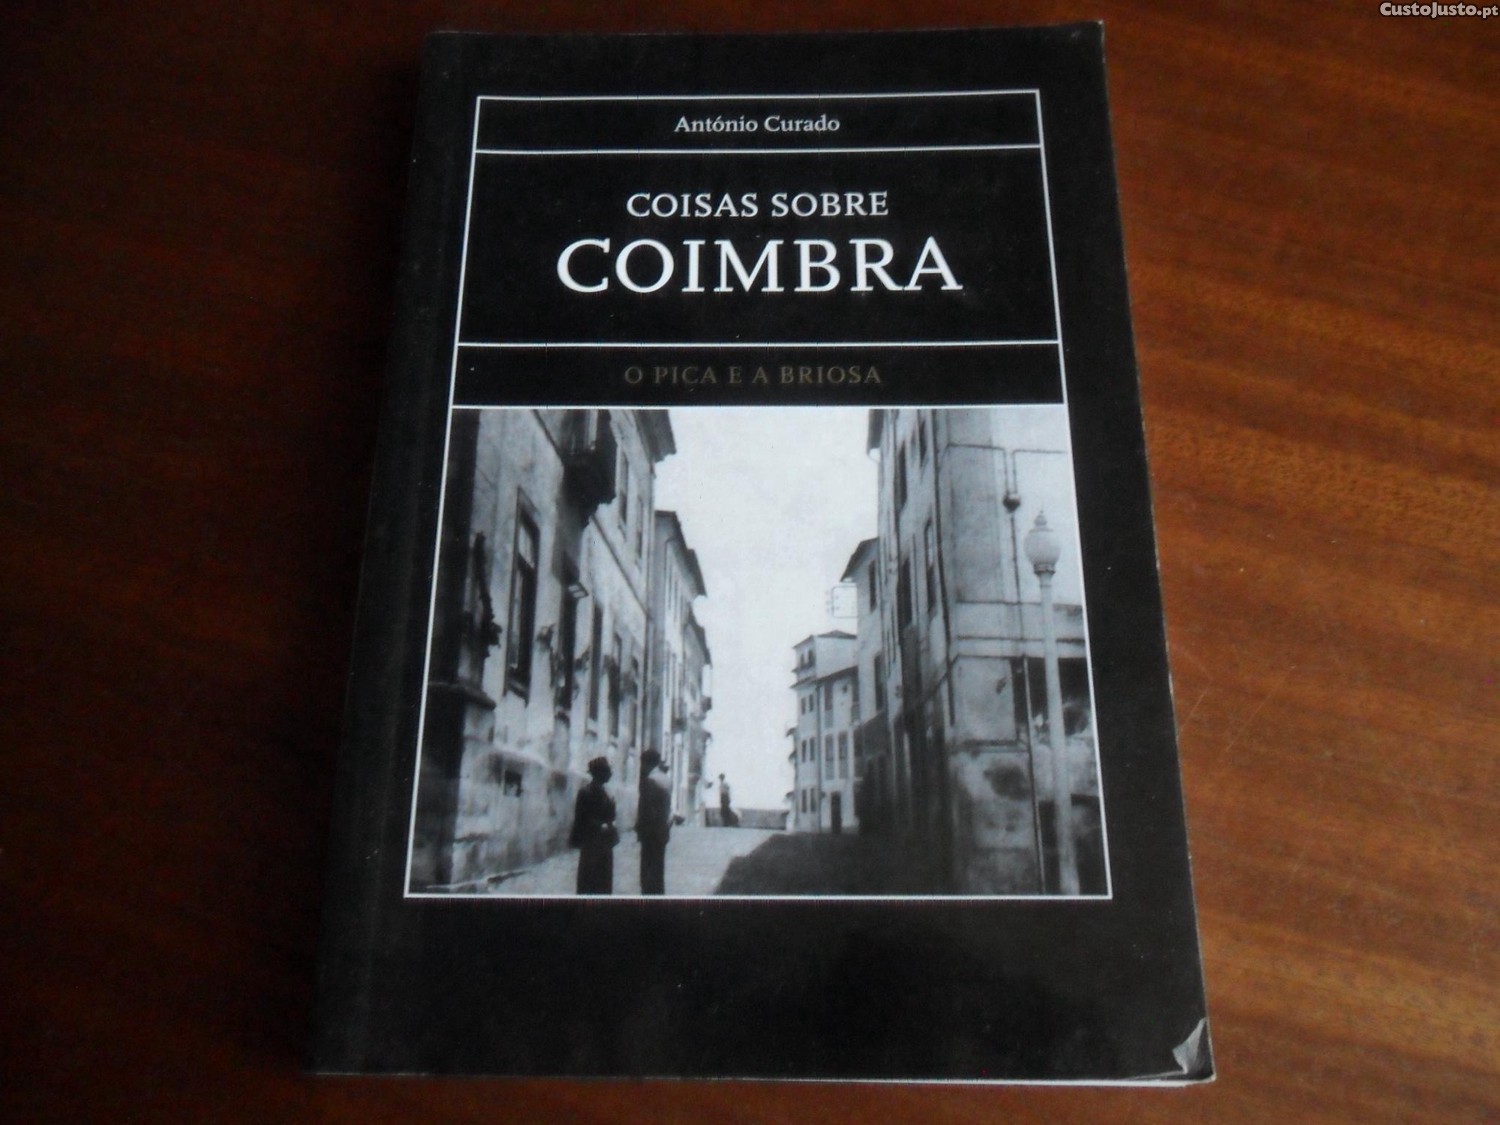 CustoJusto.pt
António Curado
COISAS SOBRE
COIMBRA
O PICA E A BRIOSA